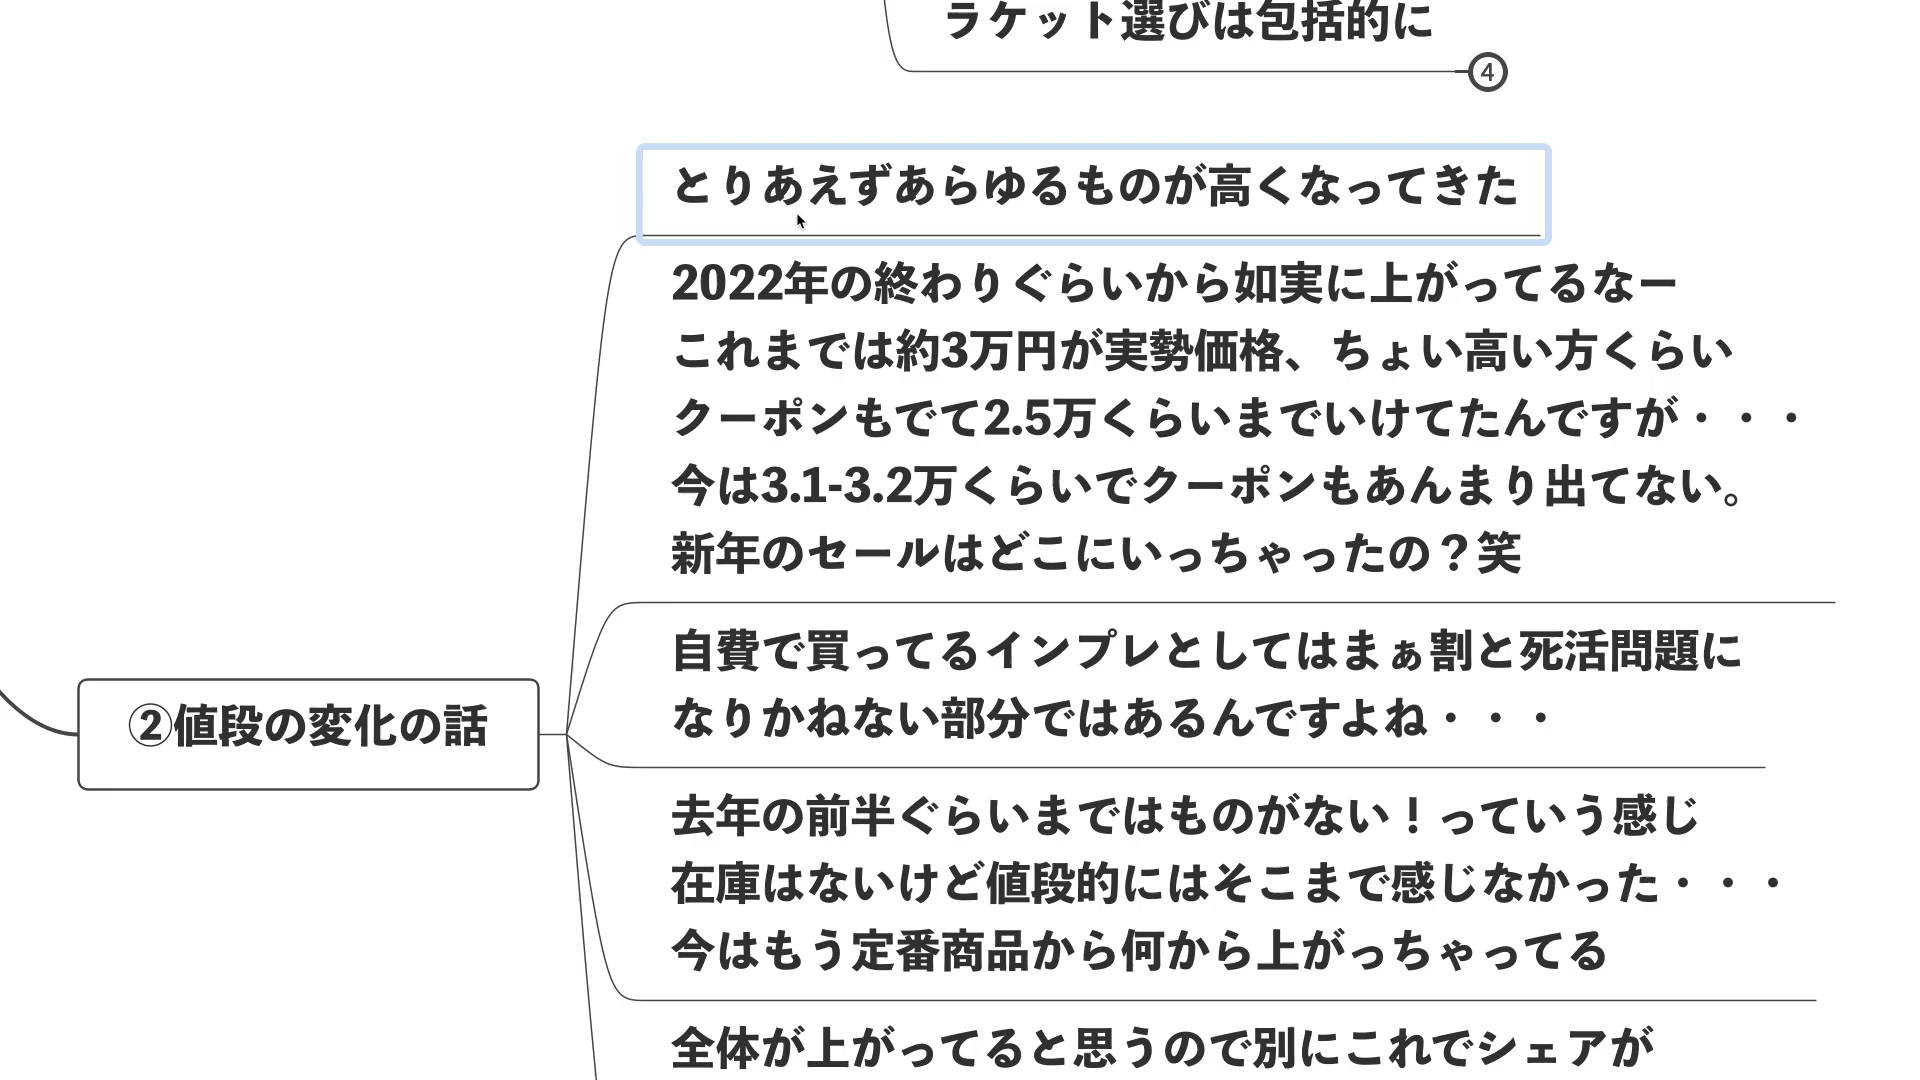 ラケット選びは包括的に
4
とりあえずあらゆるものが高くなってきた
2022年の終わりぐらいから如実に上がってるなー
これまでは約3万円が実勢価格、ちょい高い方くらい
クーポンもでて2.5万くらいまでいけてたんですが・・・
今は3.1-3.2万くらいでクーポンもあんまり出てない。
新年のセールはどこにいっちゃったの？笑
自費で買ってるインプレとしてはまぁ割と死活問題に
なりかねない部分ではあるんですよね・・・
②値段の変化の話
去年の前半ぐらいまではものがない！っていう感じ
在庫はないけど値段的にはそこまで感じなかった・・・
今はもう定番商品から何から上がっちゃってる
全体が上がってると思うので別にこれでシェアが